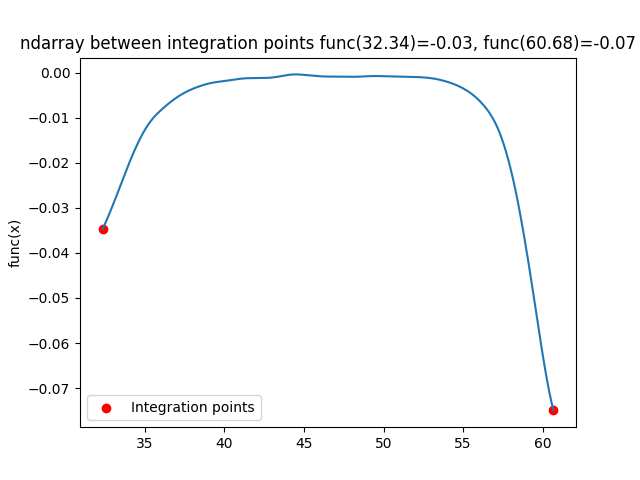 ndarray between integration points func(32.34)=-0.03, func(60.68)=-0.07
0.00
−0.01
−0.02
−0.03
−0.04
−0.05
−0.06
−0.07
func(x)
Integration points
35 40 45 50 55 60